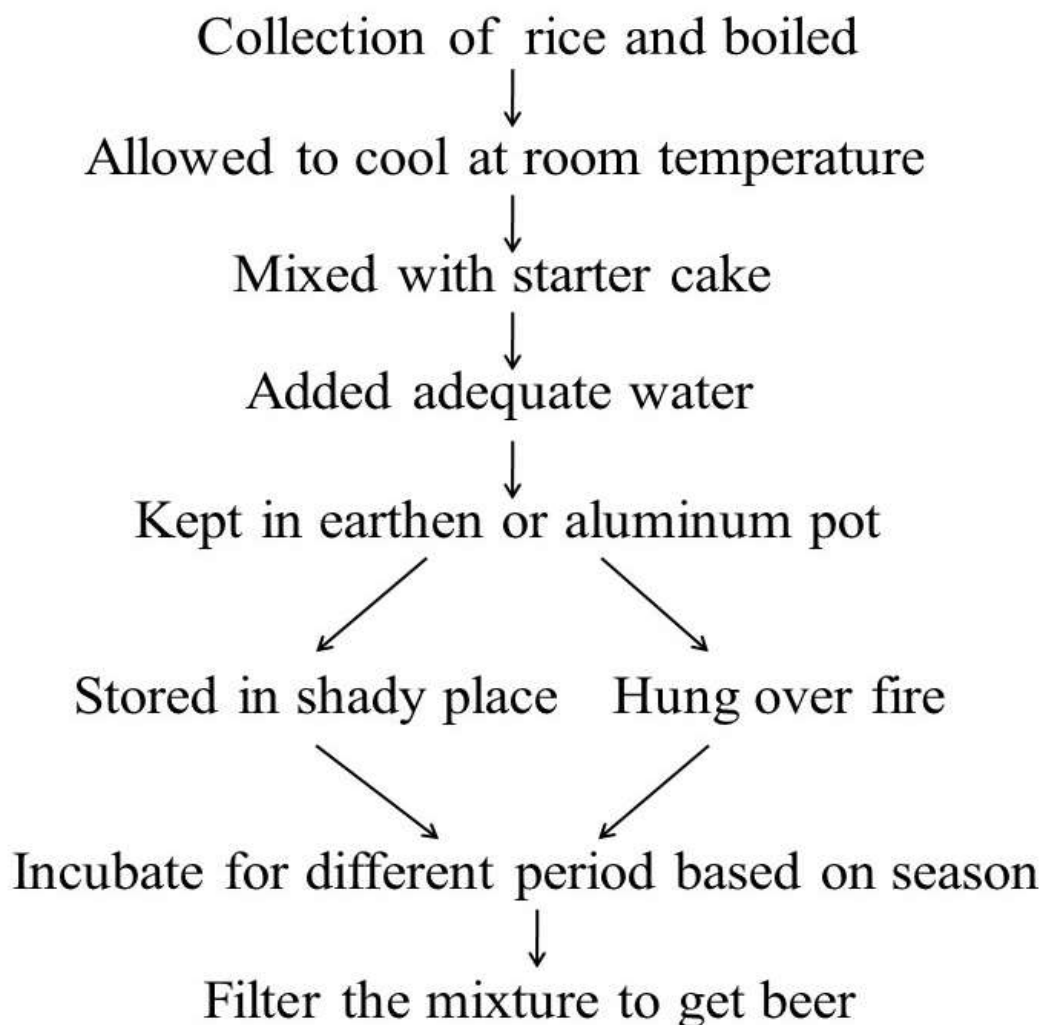 Collection of rice and boiled
Allowed to cool at room temperature
Mixed with starter cake
Added adequate water
Kept in earthen or aluminum pot
Stored in shady place
Hung over fire
Incubate for different period based on season
Filter the mixture to get beer